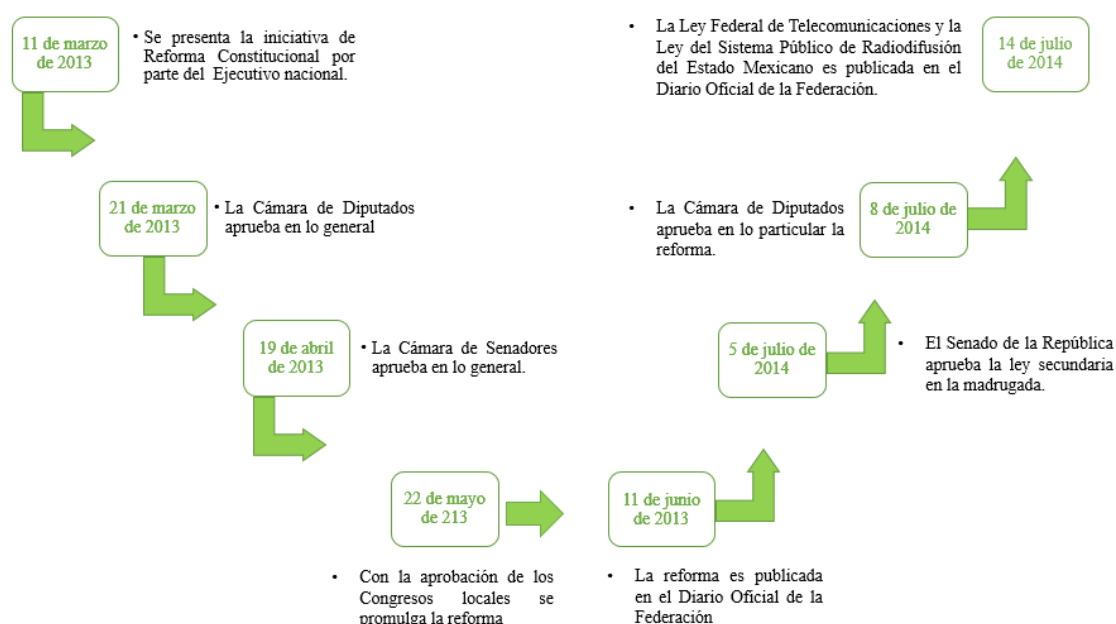 11 de marzo
de 2013
• Se presenta la iniciativa de
Reforma Constitucional por
parte del Ejecutivo nacional.
21 de marzo
de 2013
• La Cámara de Diputados
aprueba en lo general
19 de abril
de 2013
• La Cámara de Senadores
aprueba en lo general.
22 de mayo
de 213
• Con la aprobación de los
Congresos locales se
promulga la reforma
11 de junio
de 2013
• La reforma es publicada
en el Diario Oficial de la
Federación
5 de julio de
2014
• El Senado de la República
aprueba la ley secundaria
en la madrugada.
8 de julio de
2014
• La Cámara de Diputados
aprueba en lo particular la
reforma.
14 de julio
de 2014
• La Ley Federal de Telecomunicaciones y la
Ley del Sistema Público de Radiodifusión
del Estado Mexicano es publicada en el
Diario Oficial de la Federación.